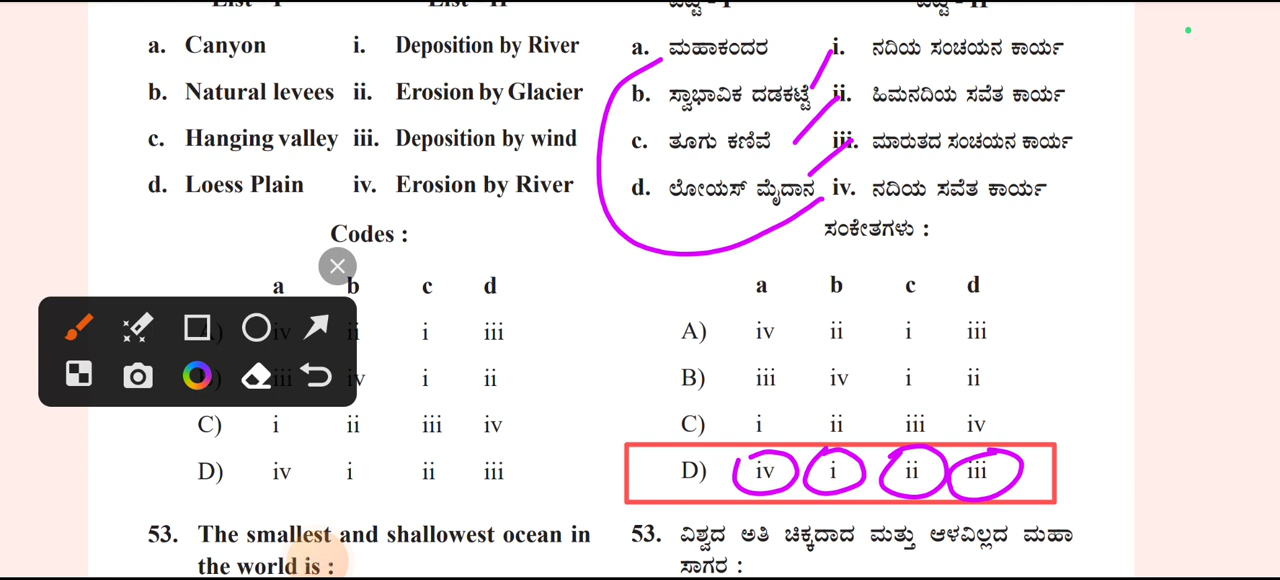 a. Canyon i. Deposition by River
b. Natural levees ii. Erosion by Glacier
c. Hanging valley iii. Deposition by wind
d. Loess Plain iv. Erosion by River
Codes :
a b c d
iv ii i iii
iii iv i ii
C) i ii iii iv
D) iv i ii iii
53. The smallest and shallowest ocean in
the world is :
a. ಮಹಾಕಂದರ i. ನದಿಯ ಸಂಚಯನ ಕಾರ್ಯ
b. ಸ್ವಾಭಾವಿಕ ದಡಕಟ್ಟೆ ii. ಹಿಮನದಿಯ ಸವೆತ ಕಾರ್ಯ
c. ತೂಗು ಕಣಿವೆ iii. ಮಾರುತದ ಸಂಚಯನ ಕಾರ್ಯ
d. ಲೋಯಸ್ ಮೈದಾನ iv. ನದಿಯ ಸವೆತ ಕಾರ್ಯ
ಸಂಕೇತಗಳು :
a b c d
A) iv ii i iii
B) iii iv i ii
C) i ii iii iv
D) iv i ii iii
53. ವಿಶ್ವದ ಅತಿ ಚಿಕ್ಕದಾದ ಮತ್ತು ಆಳವಿಲ್ಲದ ಮಹಾ
ಸಾಗರ :